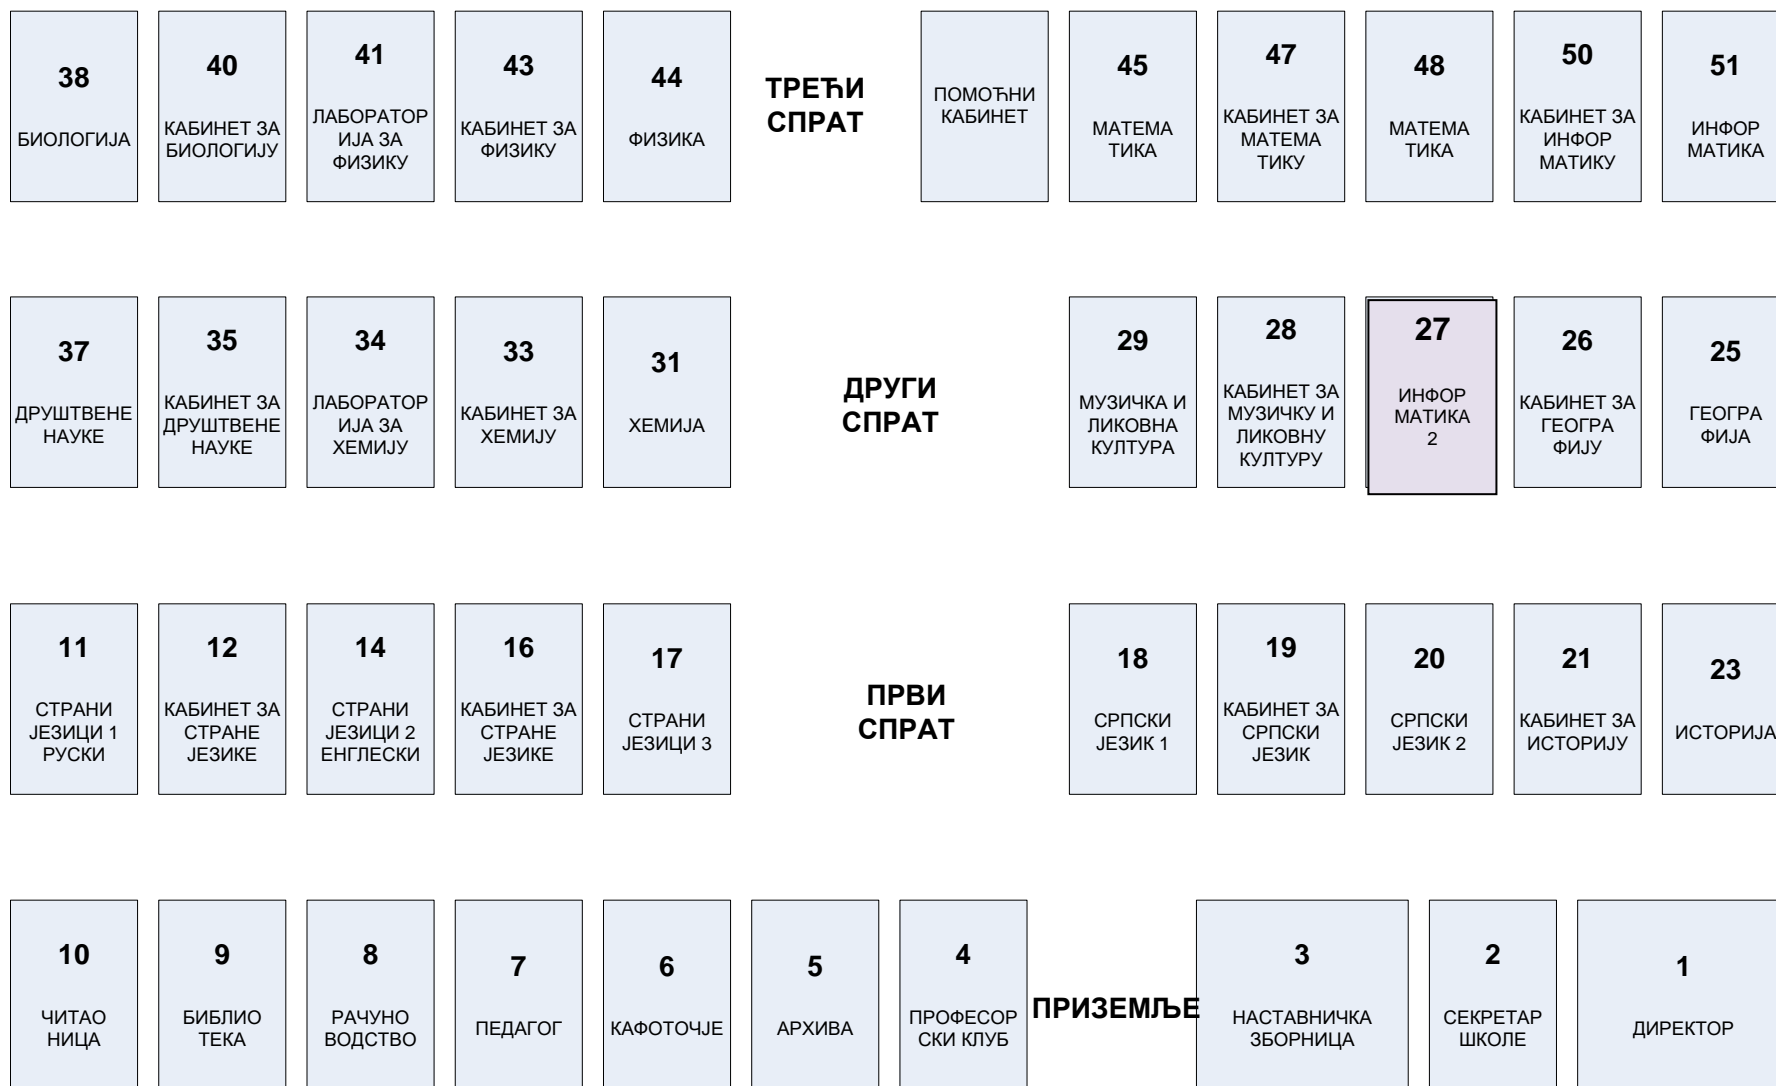 38
БИОЛОГИЈА
40
КАБИНЕТ ЗА
БИОЛОГИЈУ
41
ЛАБОРАТОР
ИЈА ЗА
ФИЗИКУ
43
КАБИНЕТ ЗА
ФИЗИКУ
44
ФИЗИКА
ТРЕЋИ
СПРАТ
ПОМОЋНИ
КАБИНЕТ
45
МАТЕМА
ТИКА
47
КАБИНЕТ ЗА
МАТЕМА
ТИКУ
48
МАТЕМА
ТИКА
50
КАБИНЕТ ЗА
ИНФОР
МАТИКУ
51
ИНФОР
МАТИКА
37
ДРУШТВЕНЕ
НАУКЕ
35
КАБИНЕТ ЗА
ДРУШТВЕНЕ
НАУКЕ
34
ЛАБОРАТОР
ИЈА ЗА
ХЕМИЈУ
33
КАБИНЕТ ЗА
ХЕМИЈУ
31
ХЕМИЈА
ДРУГИ
СПРАТ
29
МУЗИЧКА И
ЛИКОВНА
КУЛТУРА
28
КАБИНЕТ ЗА
МУЗИЧКУ И
ЛИКОВНУ
КУЛТУРУ
27
ИНФОР
МАТИКА
2
26
КАБИНЕТ ЗА
ГЕОГРА
ФИЈУ
25
ГЕОГРА
ФИЈА
11
СТРАНИ
ЈЕЗИЦИ 1
РУСКИ
12
КАБИНЕТ ЗА
СТРАНЕ
ЈЕЗИКЕ
14
СТРАНИ
ЈЕЗИЦИ 2
ЕНГЛЕСКИ
16
КАБИНЕТ ЗА
СТРАНЕ
ЈЕЗИКЕ
17
СТРАНИ
ЈЕЗИЦИ 3
ПРВИ
СПРАТ
18
СРПСКИ
ЈЕЗИК 1
19
КАБИНЕТ ЗА
СРПСКИ
ЈЕЗИК
20
СРПСКИ
ЈЕЗИК 2
21
КАБИНЕТ ЗА
ИСТОРИЈУ
23
ИСТОРИЈА
10
ЧИТАО
НИЦА
9
БИБЛИО
ТЕКА
8
РАЧУНО
ВОДСТВО
7
ПЕДАГОГ
6
КАФОТОЧЈЕ
5
АРХИВА
4
ПРОФЕСОР
СКИ КЛУБ
ПРИЗЕМЉЕ
3
НАСТАВНИЧКА
ЗБОРНИЦА
2
СЕКРЕТАР
ШКОЛЕ
1
ДИРЕКТОР